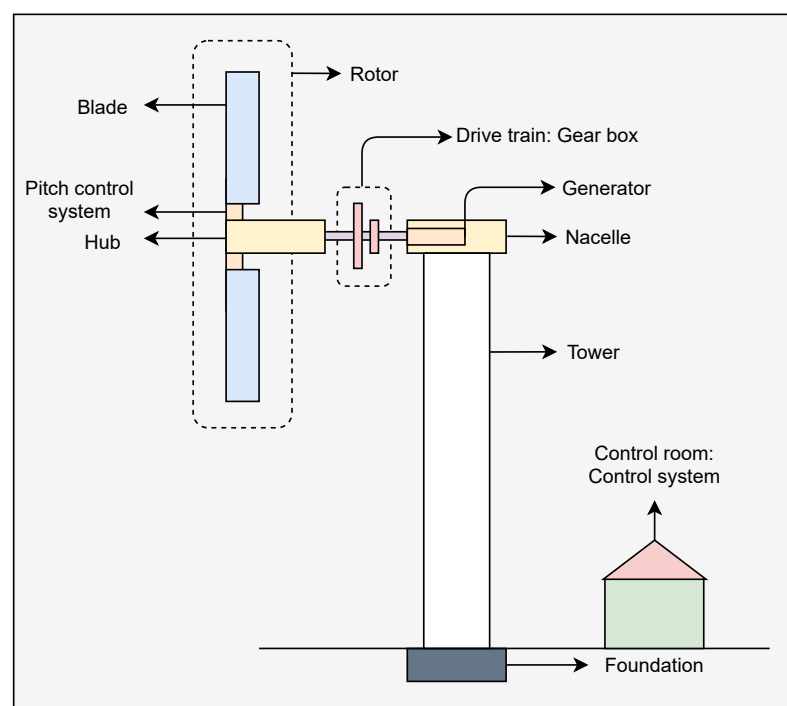 Rotor
Blade
Drive train: Gear box
Pitch control
system
Generator
Hub
Nacelle
Tower
Control room:
Control system
Foundation